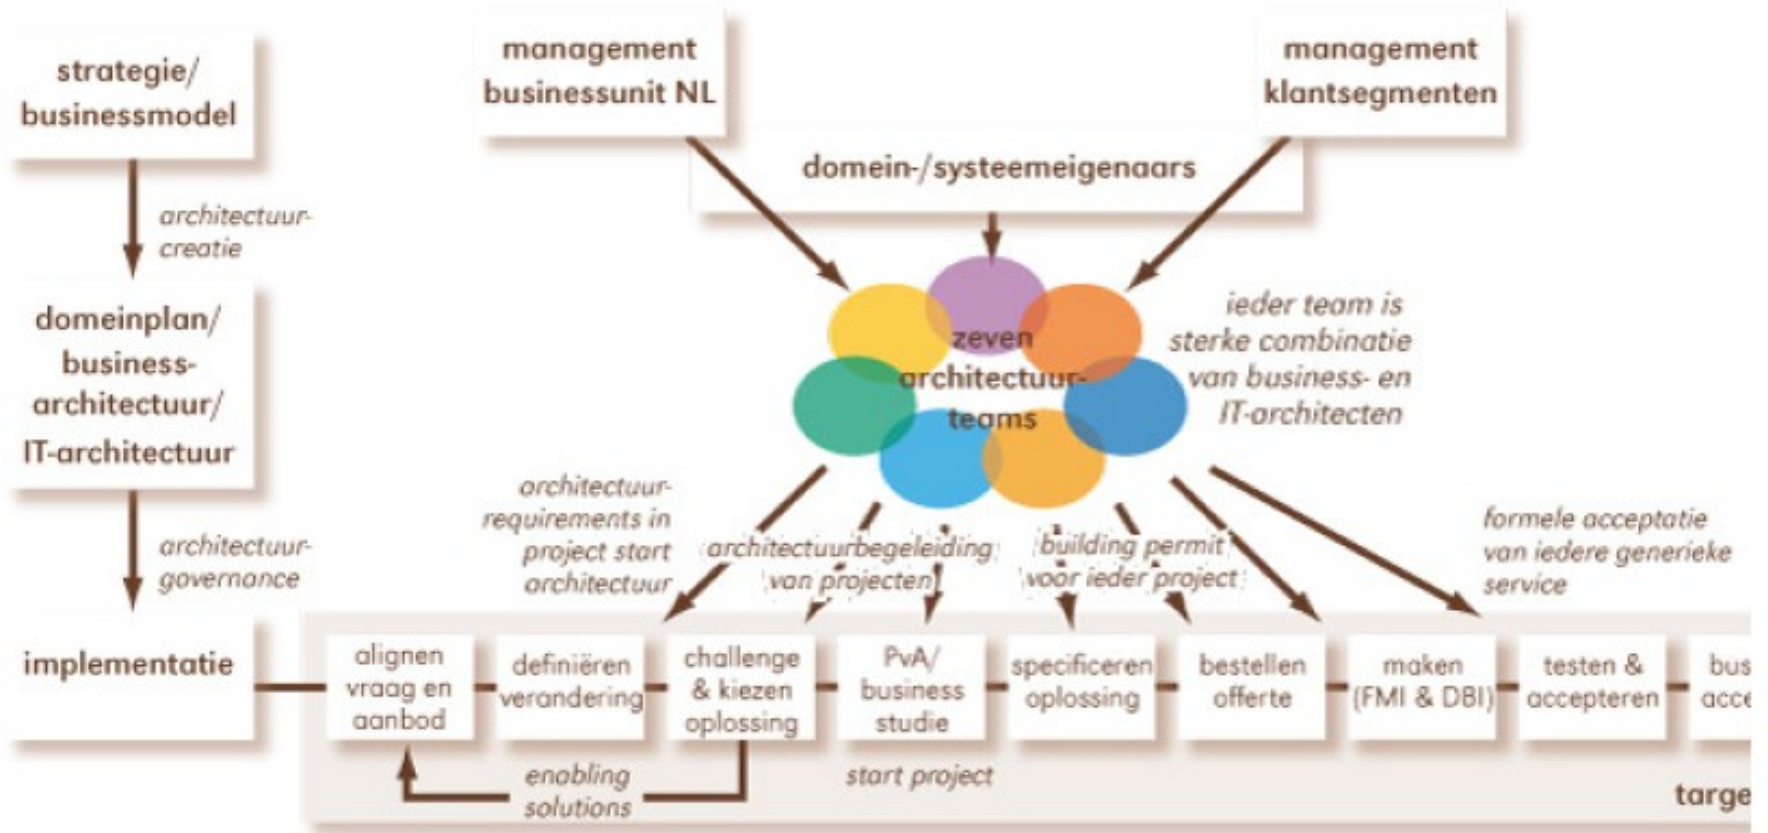 strategie/
businessmodel
architectuur-
creatie
domeinplan/
business-
architectuur/
IT-architectuur
architectuur-
governance
implementatie
management
businessunit NL
management
klantsegmenten
domein-/systeemeigenaars
zeven
architectuur-
teams
ieder team is
sterke combinatie
van business- en
IT-architecten
architectuur-
requirements in
project start
architectuur
architectuurbegeleiding
van projecten
building permit
voor ieder project
formele acceptatie
van iedere generieke
service
alignen
vraag en
aanbod
definiëren
verandering
challenge
& kiezen
oplossing
PvA/
business
studie
specificeren
oplossing
bestellen
offerte
maken
(FMI & DBI)
testen &
accepteren
bus
acce
enabling
solutions
start project
targe